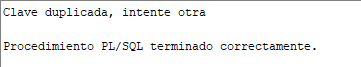 Clave duplicada, intente otra
Procedimiento PL/SQL terminado correctamente.